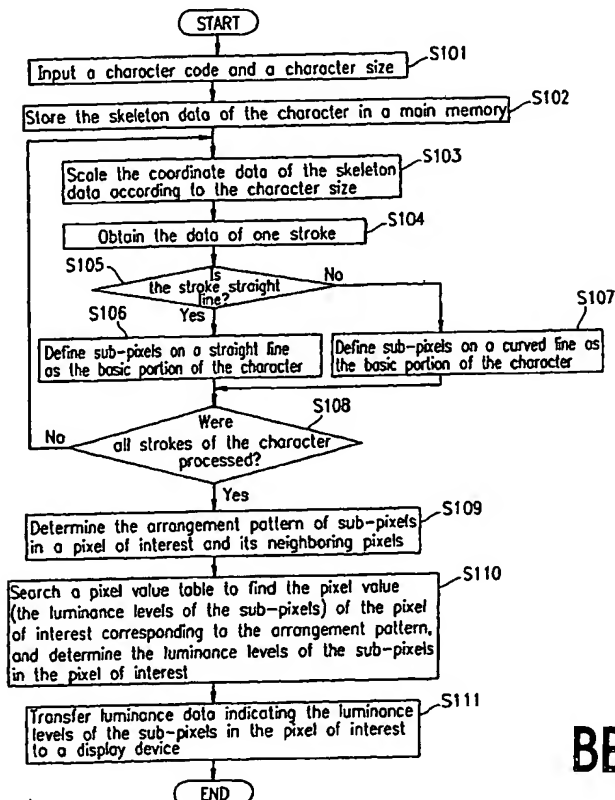 START
Input a character code and a character size
S101
Store the skeleton data of the character in a main memory
S102
Scale the coordinate data of the skeleton
data according to the character size
S103
Obtain the data of one stroke
S104
S105
Is
the stroke straight
line?
No
Yes
S106
S107
Define sub-pixels on a straight line
as the basic portion of the character
Define sub-pixels on a curved line as
the basic portion of the character
Were
all strokes of the character
processed?
S108
No
Yes
Determine the arrangement pattern of sub-pixels
in a pixel of interest and its neighboring pixels
S109
Search a pixel value table to find the pixel value
(the luminance levels of the sub-pixels) of the pixel
of interest corresponding to the arrangement pattern,
and determine the luminance levels of the sub-pixels
in the pixel of interest
S110
Transfer luminance data indicating the luminance
levels of the sub-pixels in the pixel of interest
to a display device
S111
END